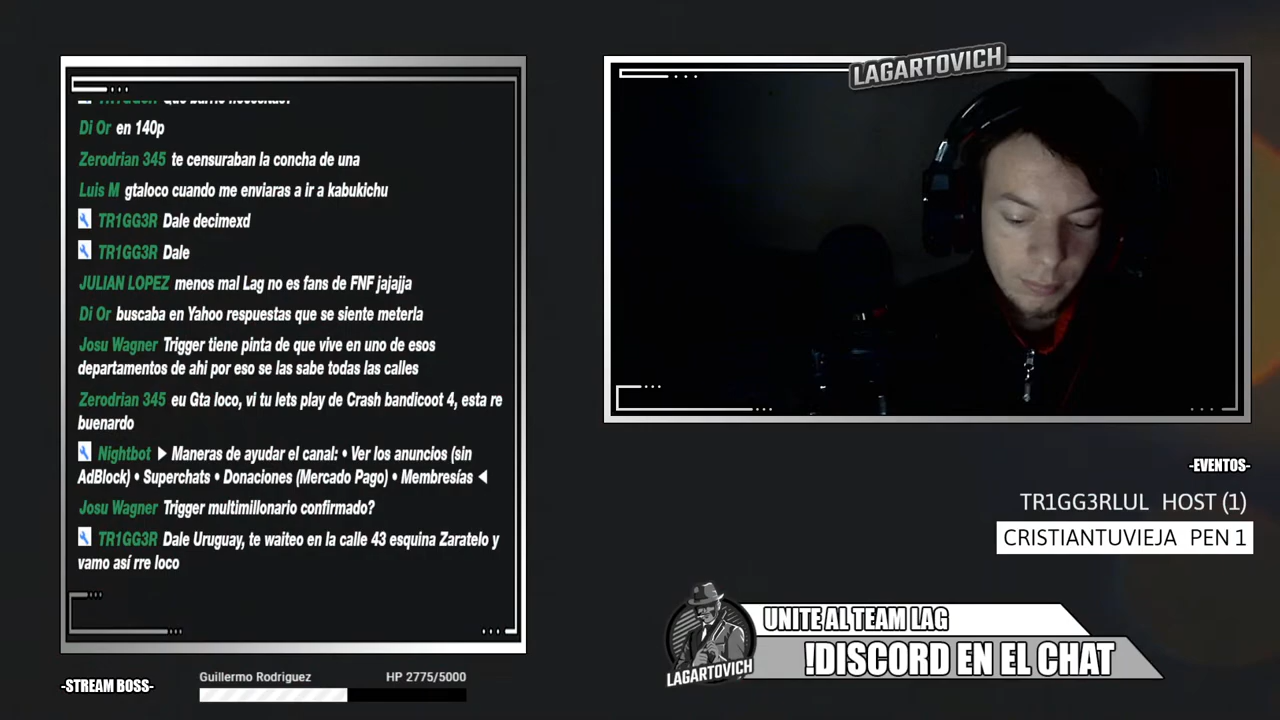 LAGARTOVICH
Di Or en 140p
Zerodrian 345 te censuraban la concha de una
Luis M gtaloco cuando me enviaras a ir a kabukichu
TR1GG3R Dale decimexd
TR1GG3R Dale
JULIAN LOPEZ menos mal Lag no es fans de FNF jajajja
Di Or buscaba en Yahoo respuestas que se siente meterla
Josu Wagner Trigger tiene pinta de que vive en uno de esos
departamentos de ahi por eso se las sabe todas las calles
Zerodrian 345 eu Gta loco, vi tu lets play de Crash bandicoot 4, esta re
buenardo
Nightbot ▶ Maneras de ayudar el canal: • Ver los anuncios (sin
AdBlock) • Superchats • Donaciones (Mercado Pago) • Membresías ◀
Josu Wagner Trigger multimillonario confirmado?
TR1GG3R Dale Uruguay, te waiteo en la calle 43 esquina Zaratelo y
vamo así rre loco
-EVENTOS-
TR1GG3RLUL HOST (1)
CRISTIANTUVIEJA PEN 1
UNITE AL TEAM LAG
!DISCORD EN EL CHAT
LAGARTOVICH
-STREAM BOSS-
Guillermo Rodriguez HP 2775/5000